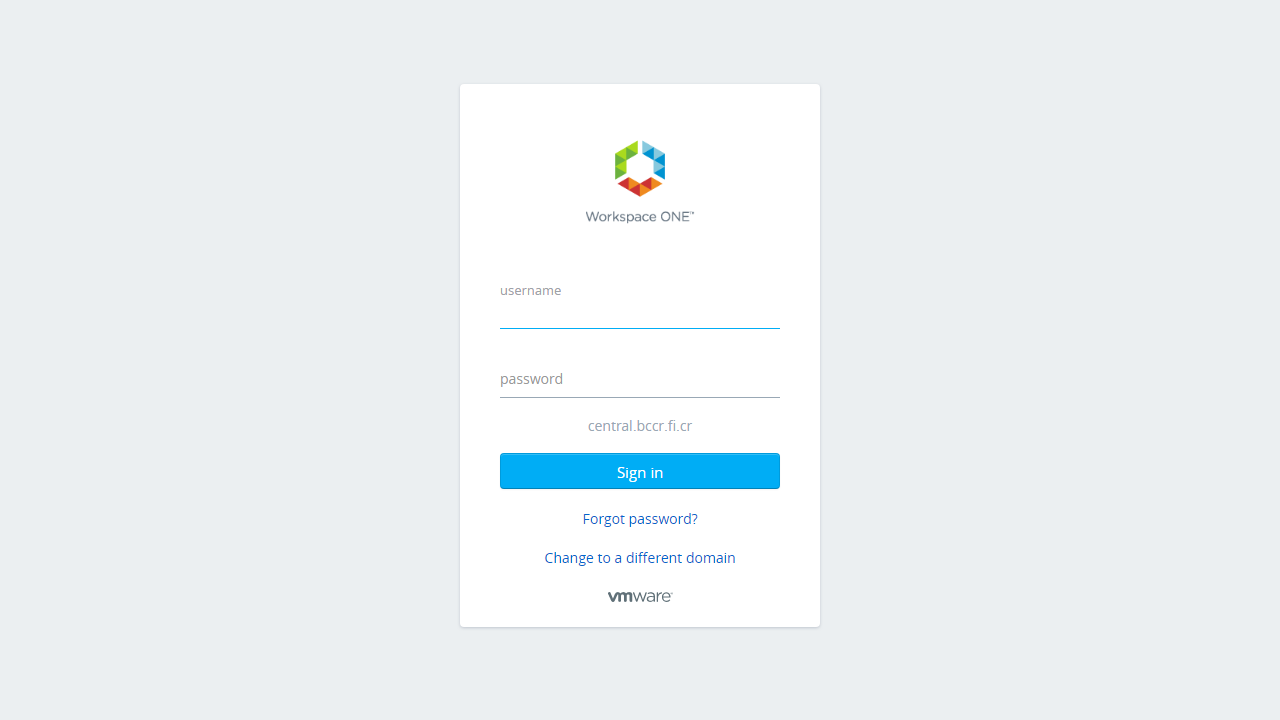 Workspace ONE™
username
password
central.bccr.fi.cr
Sign in
Forgot password?
Change to a different domain
vmware